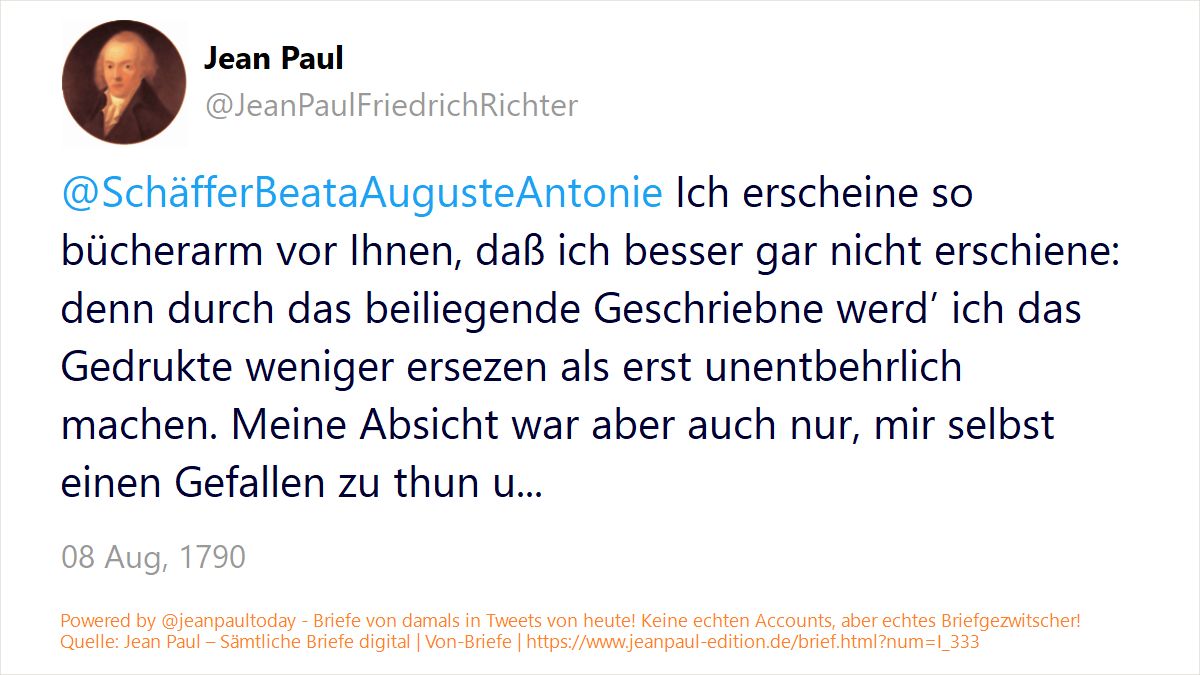 Jean Paul
@JeanPaulFriedrichRichter
@SchäfferBeataAugusteAntonie Ich erscheine so
bücherarm vor Ihnen, daß ich besser gar nicht erschiene:
denn durch das beiliegende Geschriebne werd’ ich das
Gedrukte weniger ersezen als erst unentbehrlich
machen. Meine Absicht war aber auch nur, mir selbst
einen Gefallen zu thun u...
08 Aug, 1790
Powered by @jeanpaultoday - Briefe von damals in Tweets von heute! Keine echten Accounts, aber echtes Briefgezwitscher!
Quelle: Jean Paul – Sämtliche Briefe digital | Von-Briefe | https://www.jeanpaul-edition.de/brief.html?num=I_333